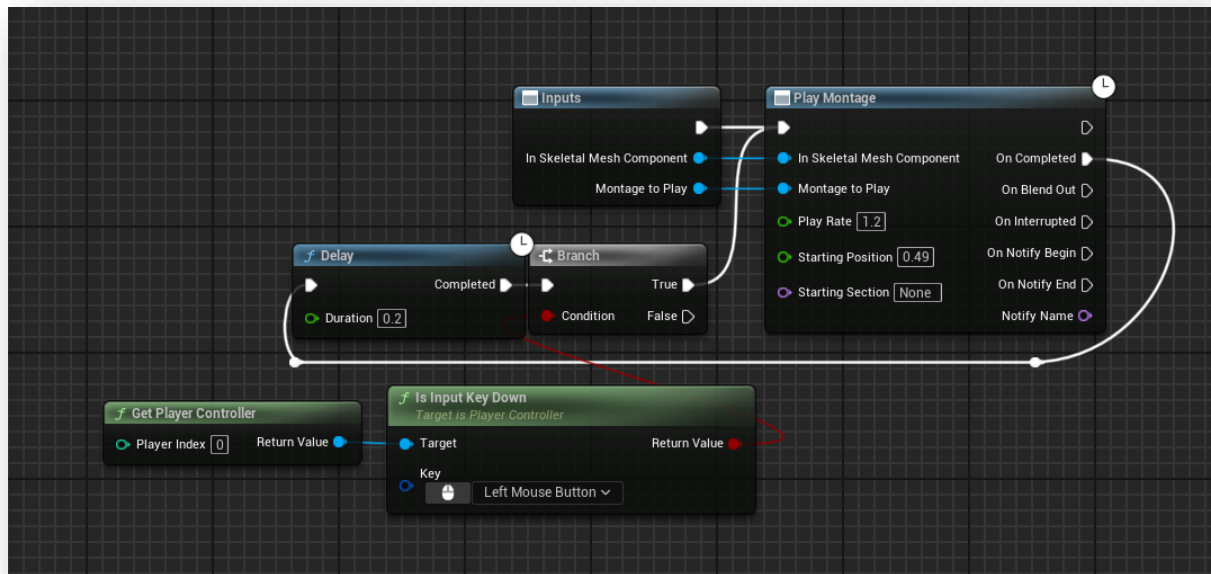 Inputs
In Skeletal Mesh Component
Montage to Play
Play Montage
In Skeletal Mesh Component
On Completed
Montage to Play
On Blend Out
Play Rate 1.2
On Interrupted
Starting Position 0.49
On Notify Begin
Starting Section None
On Notify End
Notify Name
f Delay
Completed
Duration 0.2
Branch
True
Condition
False
f Get Player Controller
Player Index 0
Return Value
f Is Input Key Down
Target is Player Controller
Target
Return Value
Key
Left Mouse Button